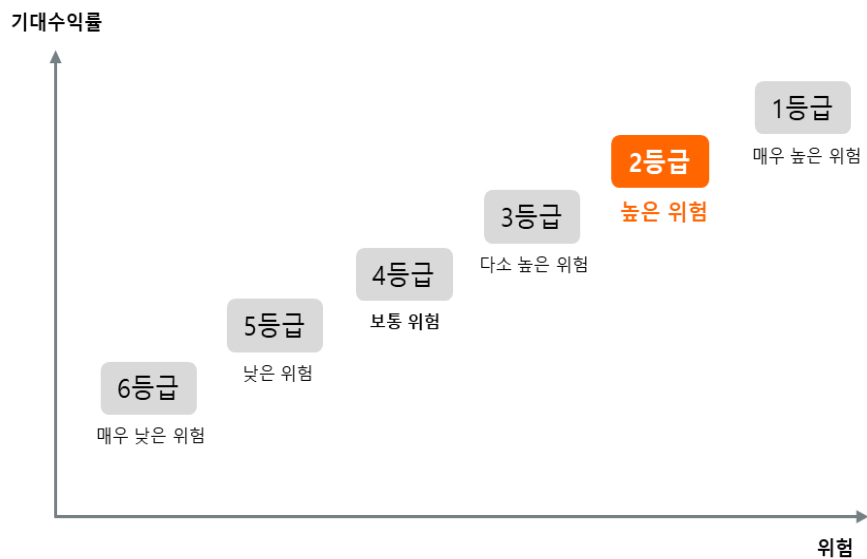 기대수익률
1등급
매우 높은 위험
2등급
높은 위험
3등급
다소 높은 위험
4등급
보통 위험
5등급
낮은 위험
6등급
매우 낮은 위험
위험